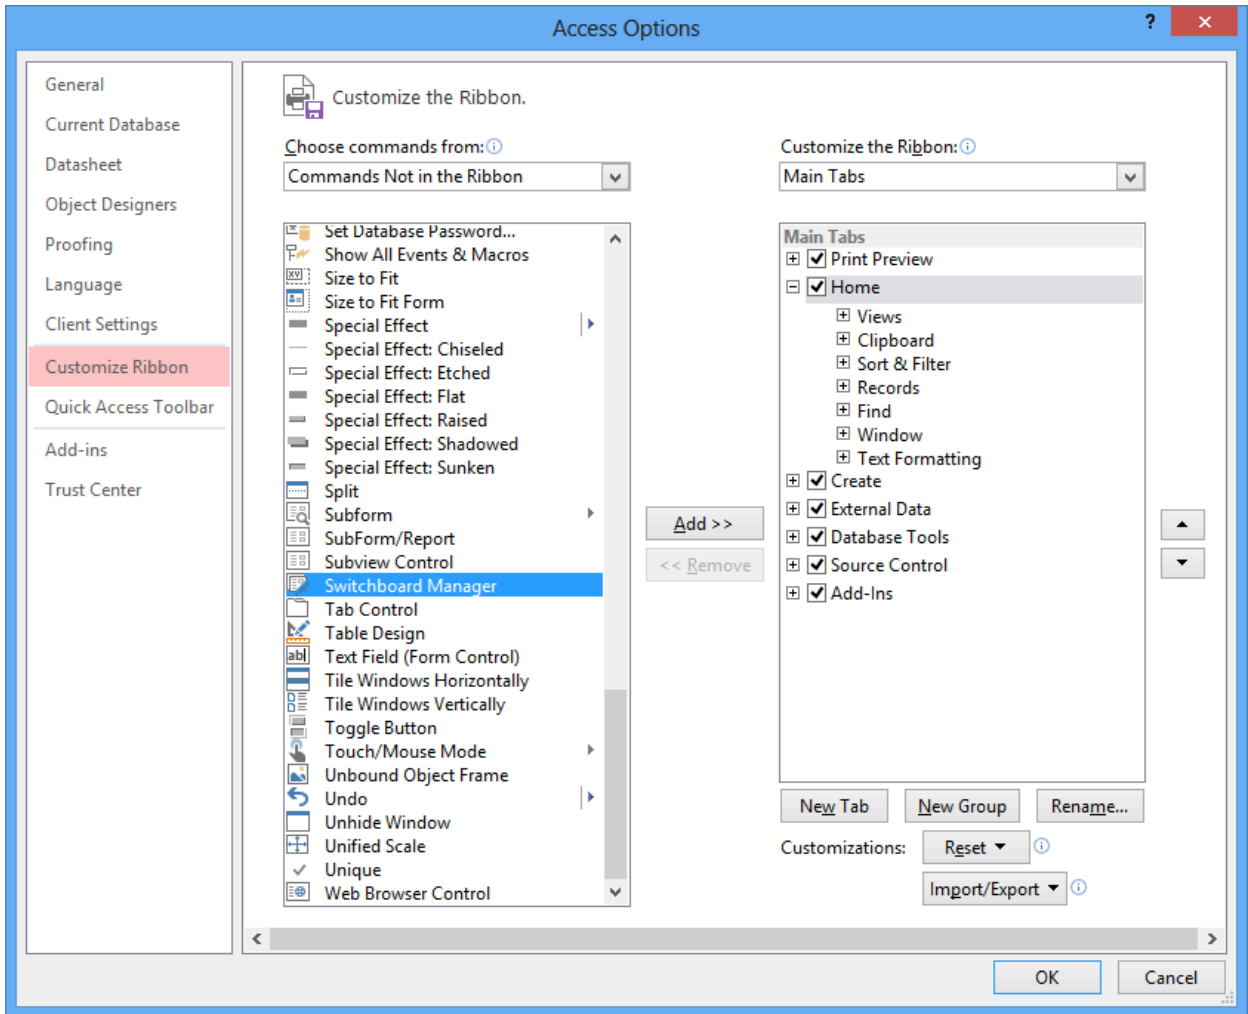 Access Options
?
General
Current Database
Datasheet
Object Designers
Proofing
Language
Client Settings
Customize Ribbon
Quick Access Toolbar
Add-ins
Trust Center
Customize the Ribbon.
Choose commands from:
Commands Not in the Ribbon
Set Database Password...
Show All Events & Macros
Size to Fit
Size to Fit Form
Special Effect
Special Effect: Chiseled
Special Effect: Etched
Special Effect: Flat
Special Effect: Raised
Special Effect: Shadowed
Special Effect: Sunken
Split
Subform
SubForm/Report
Subview Control
Switchboard Manager
Tab Control
Table Design
Text Field (Form Control)
Tile Windows Horizontally
Tile Windows Vertically
Toggle Button
Touch/Mouse Mode
Unbound Object Frame
Undo
Unhide Window
Unified Scale
Unique
Web Browser Control
Add >>
<< Remove
Customize the Ribbon:
Main Tabs
Main Tabs
Print Preview
Home
Views
Clipboard
Sort & Filter
Records
Find
Window
Text Formatting
Create
External Data
Database Tools
Source Control
Add-Ins
New Tab
New Group
Rename...
Customizations:
Reset
Import/Export
OK
Cancel